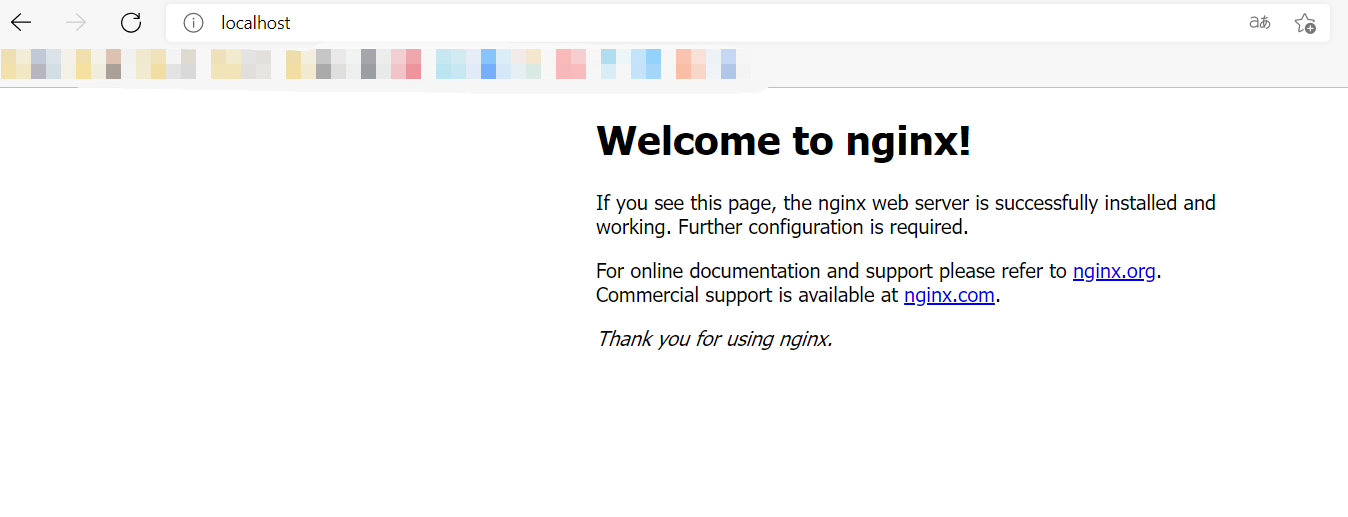 localhost
aあ
Welcome to nginx!
If you see this page, the nginx web server is successfully installed and
working. Further configuration is required.
For online documentation and support please refer to nginx.org.
Commercial support is available at nginx.com.
Thank you for using nginx.